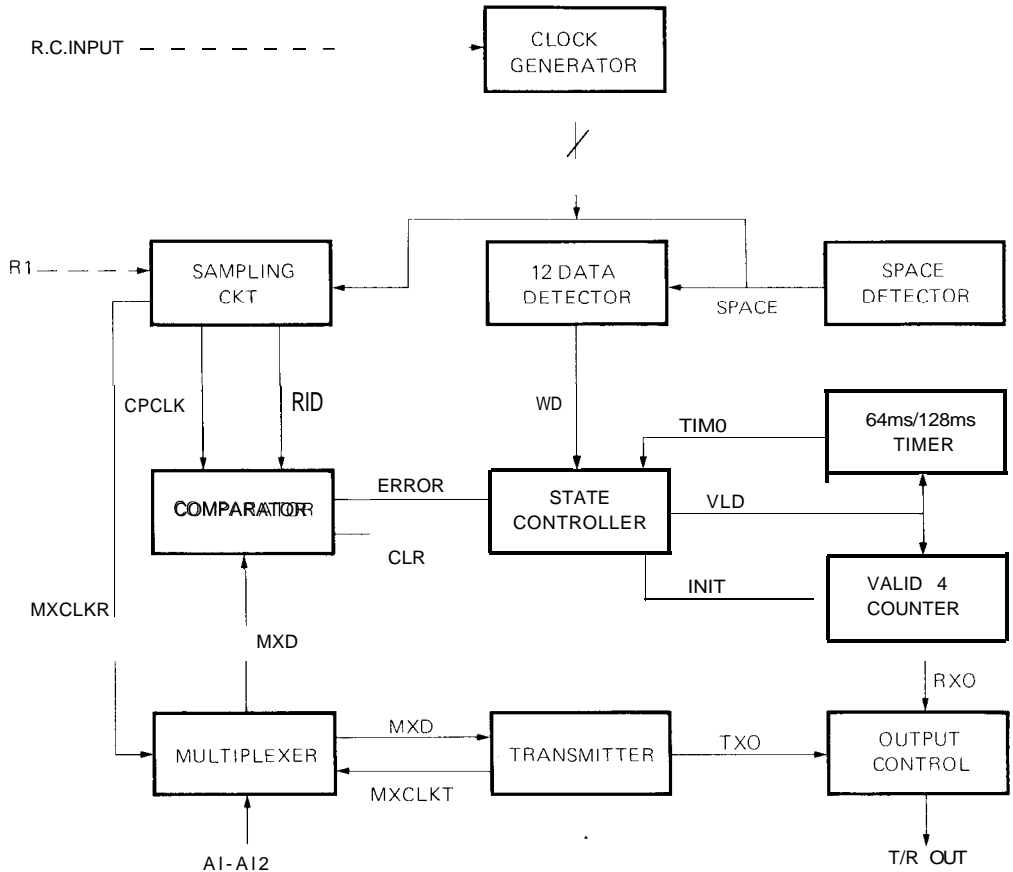 R.C.INPUT
CLOCK
GENERATOR
R1
SAMPLING
CKT
12 DATA
DETECTOR
SPACE
SPACE
DETECTOR
CPCLK
RID
WD
TIM0
64ms/128ms
TIMER
COMPARATOR
ERROR
CLR
STATE
CONTROLLER
VLD
INIT
VALID 4
COUNTER
MXCLKR
MXD
RXO
MULTIPLEXER
MXD
MXCLKT
TRANSMITTER
TXO
OUTPUT
CONTROL
AI-AI2
T/R OUT